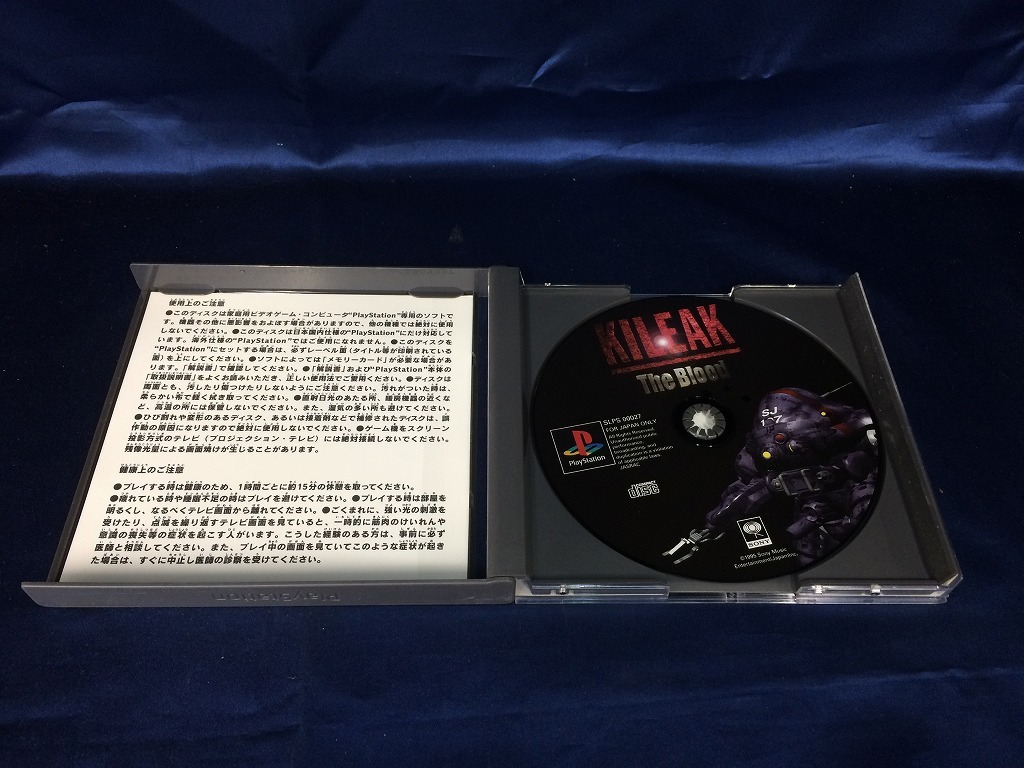 使用上のご注意
●このディスクは家庭用ビデオゲーム・コンピュータ“PlayStation”専用のソフトで
す。機器その他に悪影響をおよぼす場合がありますので、他の機種では絶対に使用
しないでください。●このディスクは日本国内仕様の“PlayStation”にだけ対応してい
います。海外仕様の“PlayStation”ではご使用になれません。●このディスクを
“PlayStation”にセットする場合は、必ずレーベル面（タイトル等が印刷されている
面）を上にしてください。●ソフトによっては「メモリーカード」が必要な場合があ
ります。「解説書」で確認してください。●「解説書」および“PlayStation”本体の
「取扱説明書」をよくお読みいただき、正しい使用法でご愛用ください。●ディスクは
両面とも、汚したり傷つけたりしないようにご注意ください。汚れがついた時は、
柔らかい布で軽く拭き取ってください。●直射日光のあたる所、暖房機器の近くな
ど、高温の所には保管しないでください。また、湿気の多い所も避けてください。
●ひび割れや変形のあるディスク、あるいは接着剤などで補修されたディスクは、誤
作動の原因になりますので絶対に使用しないでください。●ゲーム機をスクリーン
投影方式のテレビ（プロジェクション・テレビ）には絶対接続しないでください。
残像光量による画面焼けが生じることがあります。
健康上のご注意
●プレイする時は健康のため、1時間ごとに約15分の休憩を取ってください。
●疲れている時や睡眠不足の時はプレイを避けてください。●プレイする時は部屋を
明るくし、なるべくテレビ画面から離れてください。●ごくまれに、強い光の刺激を
受けたり、点滅を繰り返すテレビ画面を見ていると、一時的に筋肉のけいれんや
意識の喪失等の症状を起こす人がいます。こうした経験のある方は、事前に必ず
医師と相談してください。また、プレイ中の画面を見ていてこのような症状が起き
た場合は、すぐに中止し医師の診察を受けてください。
PlayStation
KILEAK
The Blood
SLPS 00027
FOR JAPAN ONLY
All Rights Reserved.
Unauthorized public
performance,
broadcasting, and
duplication is a violation
of applicable laws.
JASRAC
PlayStation
COMPACT
disc
SJ
SONY
©1995 Sony Music
Entertainment(Japan)Inc.